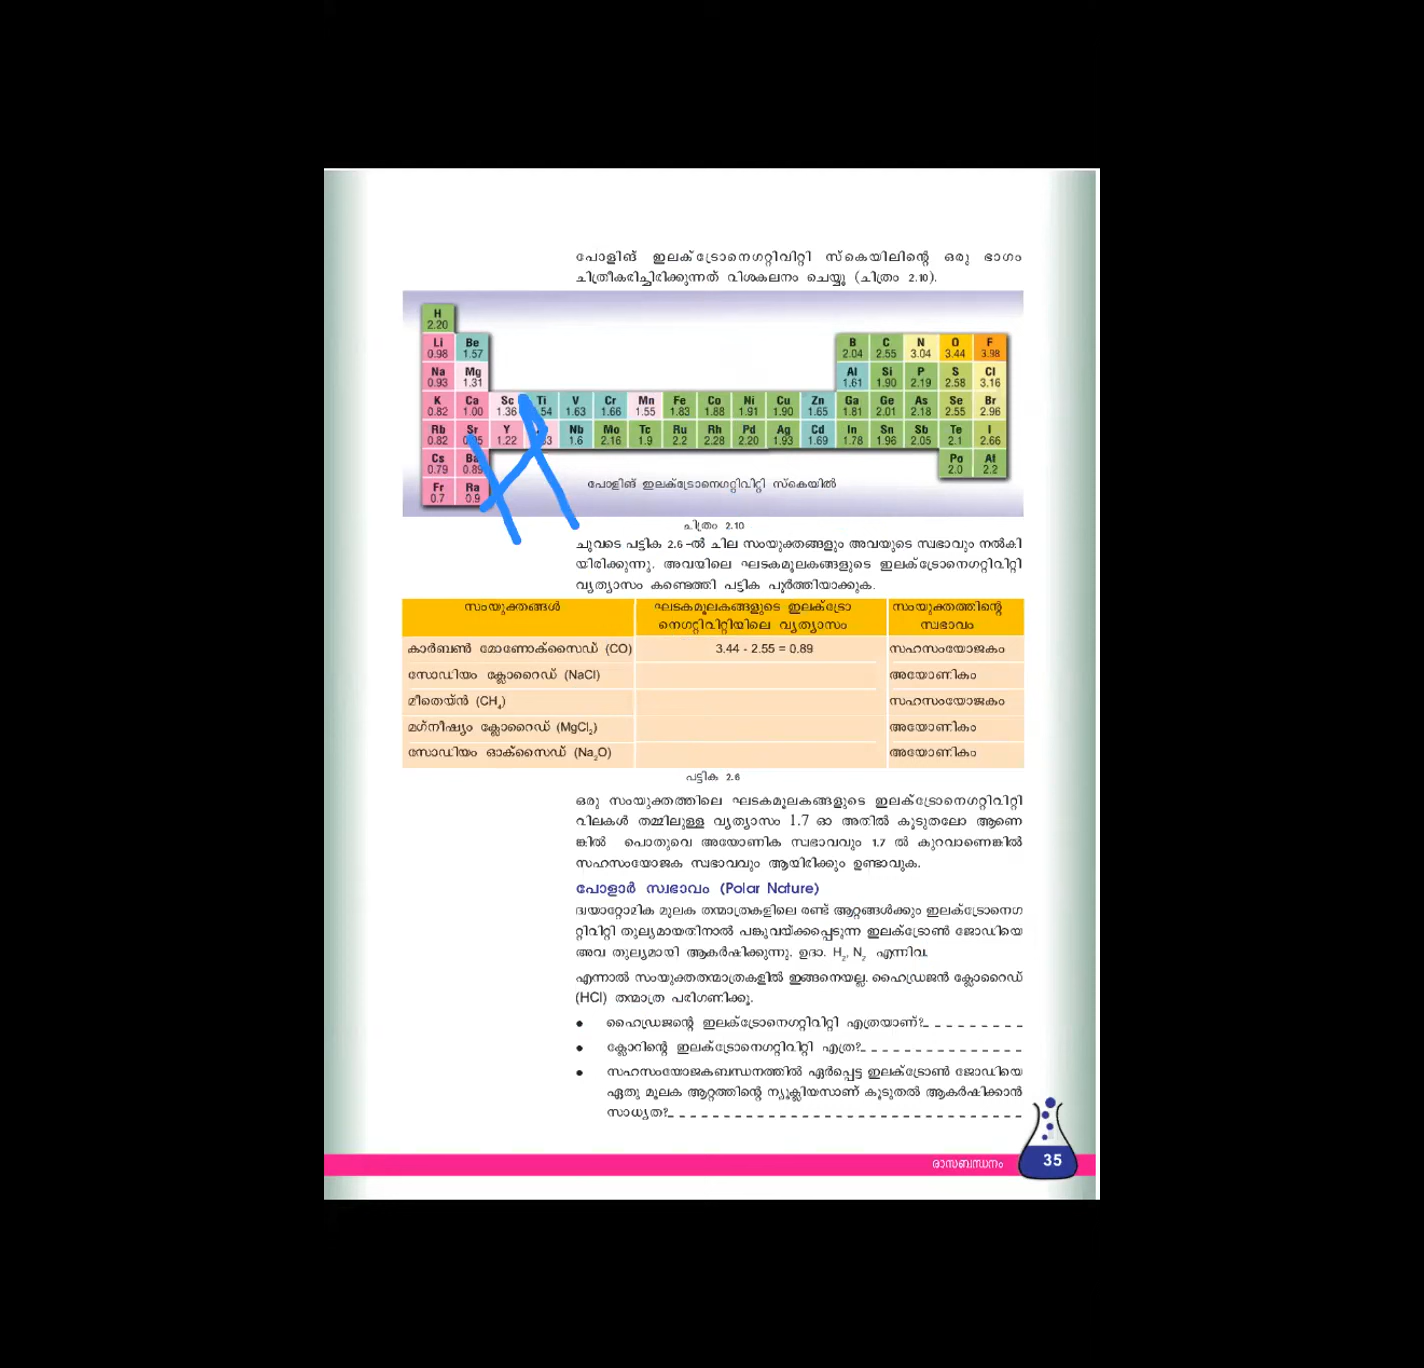 പോളിങ് ഇലക്ട്രോനെഗറ്റിവിറ്റി സ്കെയിലിന്റെ ഒരു ഭാഗം
ചിത്രീകരിച്ചിരിക്കുന്നത് വിശകലനം ചെയ്യൂ (ചിത്രം 2.10).
H
2.20
Li Be B C N O F
0.98 1.57 2.04 2.55 3.04 3.44 3.98
Na Mg Al Si P S Cl
0.93 1.31 1.61 1.90 2.19 2.58 3.16
K Ca Sc Ti V Cr Mn Fe Co Ni Cu Zn Ga Ge As Se Br
0.82 1.00 1.36 1.63 1.66 1.55 1.83 1.88 1.91 1.90 1.65 1.81 2.01 2.18 2.55 2.96
Rb Sr Y Nb Mo Tc Ru Rh Pd Ag Cd In Sn Sb Te I
0.82 1.22 1.6 2.16 1.9 2.2 2.28 2.20 1.93 1.69 1.78 1.96 2.05 2.1 2.66
Cs Ba Po At
0.79 0.89 2.0 2.2
Fr Ra
0.7 0.9
പോളിങ് ഇലക്ട്രോനെഗറ്റിവിറ്റി സ്കെയിൽ
ചിത്രം 2.10
ചുവടെ പട്ടിക 2.6-ൽ ചില സംയുക്തങ്ങളും അവയുടെ സ്വഭാവും നൽകി
യിരിക്കുന്നു. അവയിലെ ഘടകമൂലകങ്ങളുടെ ഇലക്ട്രോനെഗറ്റിവിറ്റി
വ്യത്യാസം കണ്ടെത്തി പട്ടിക പൂർത്തിയാക്കുക.
സംയുക്തങ്ങൾ ഘടകമൂലകങ്ങളുടെ ഇലക്ട്രോ സംയുക്തത്തിന്റെ
നെഗറ്റിവിറ്റിയിലെ വ്യത്യാസം സ്വഭാവം
കാർബൺ മോണോക്സൈഡ് (CO) 3.44 - 2.55 = 0.89 സഹസംയോജകം
സോഡിയം ക്ലോറൈഡ് (NaCl) അയോണികം
മീതെയ്ൻ (CH₄) സഹസംയോജകം
മഗ്നീഷ്യം ക്ലോറൈഡ് (MgCl₂) അയോണികം
സോഡിയം ഓക്സൈഡ് (Na₂O) അയോണികം
പട്ടിക 2.6
ഒരു സംയുക്തത്തിലെ ഘടകമൂലകങ്ങളുടെ ഇലക്ട്രോനെഗറ്റിവിറ്റി
വിലകൾ തമ്മിലുള്ള വ്യത്യാസം 1.7 ഓ അതിൽ കൂടുതലോ ആണെ
ങ്കിൽ പൊതുവെ അയോണിക സ്വഭാവവും 1.7 ൽ കുറവാണെങ്കിൽ
സഹസംയോജക സ്വഭാവവും ആയിരിക്കും ഉണ്ടാവുക.
പോളാർ സ്വഭാവം (Polar Nature)
ദ്വയാറ്റോമിക മൂലക തന്മാത്രകളിലെ രണ്ട് ആറ്റങ്ങൾക്കും ഇലക്ട്രോനെഗ
റ്റിവിറ്റി തുല്യമായതിനാൽ പങ്കുവയ്ക്കപ്പെടുന്ന ഇലക്ട്രോൺ ജോഡിയെ
അവ തുല്യമായി ആകർഷിക്കുന്നു. ഉദാ. H₂, N₂ എന്നിവ.
എന്നാൽ സംയുക്തതന്മാത്രകളിൽ ഇങ്ങനെയല്ല. ഹൈഡ്രജൻ ക്ലോറൈഡ്
(HCl) തന്മാത്ര പരിഗണിക്കൂ.
• ഹൈഡ്രജന്റെ ഇലക്ട്രോനെഗറ്റിവിറ്റി എത്രയാണ്?_ _ _ _ _ _ _ _ _ _
• ക്ലോറിന്റെ ഇലക്ട്രോനെഗറ്റിവിറ്റി എത്ര?_ _ _ _ _ _ _ _ _ _ _ _ _ _ _
• സഹസംയോജകബന്ധനത്തിൽ ഏർപ്പെട്ട ഇലക്ട്രോൺ ജോഡിയെ
ഏതു മൂലക ആറ്റത്തിന്റെ ന്യൂക്ലിയസാണ് കൂടുതൽ ആകർഷിക്കാൻ
സാധ്യത?_ _ _ _ _ _ _ _ _ _ _ _ _ _ _ _ _ _ _ _ _ _ _ _ _ _ _ _ _ _ _ _
രാസബന്ധനം 35